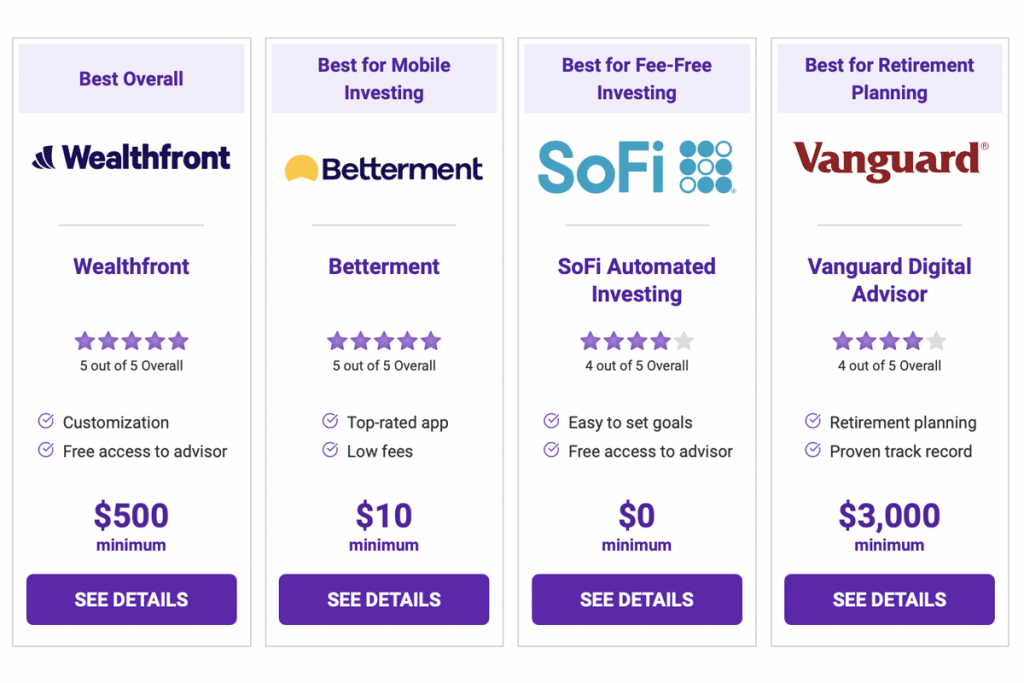 Best Overall
Wealthfront
Wealthfront
5 out of 5 Overall
Customization
Free access to advisor
$500
minimum
SEE DETAILS
Best for Mobile
Investing
Betterment
Betterment
5 out of 5 Overall
Top-rated app
Low fees
$10
minimum
SEE DETAILS
Best for Fee-Free
Investing
SoFi®
SoFi Automated
Investing
4 out of 5 Overall
Easy to set goals
Free access to advisor
$0
minimum
SEE DETAILS
Best for Retirement
Planning
Vanguard®
Vanguard Digital
Advisor
4 out of 5 Overall
Retirement planning
Proven track record
$3,000
minimum
SEE DETAILS